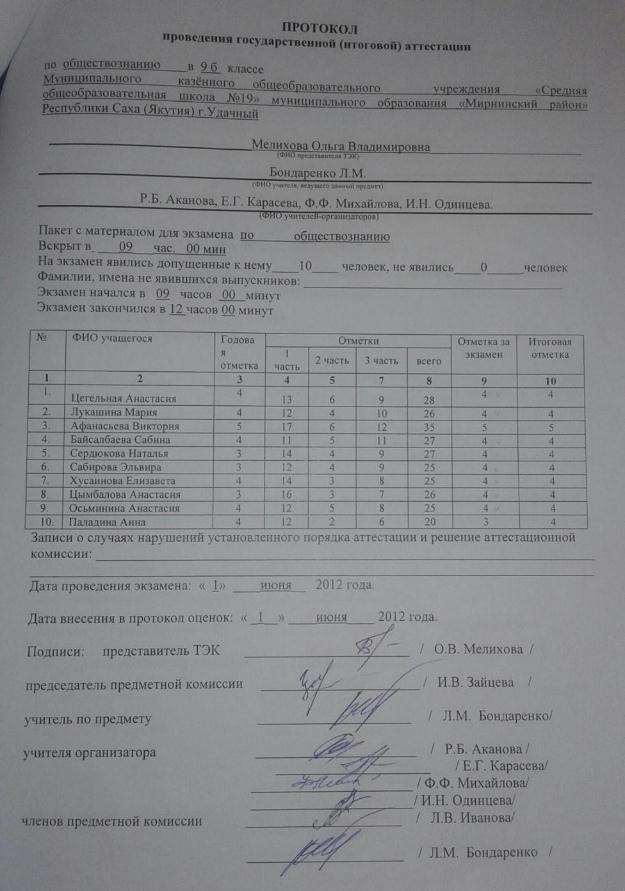 ПРОТОКОЛ
проведения государственной (итоговой) аттестации
по обществознанию в 9 б классе
Муниципального казённого общеобразовательного учреждения «Средняя
общеобразовательная школа №19» муниципального образования «Мирнинский район»
Республики Саха (Якутия) г.Удачный
Мелихова Ольга Владимировна
(ФИО представителя ТЭК)
Бондаренко Л.М.
(ФИО учителя, ведущего данный предмет)
Р.Б. Аканова, Е.Г. Карасева, Ф.Ф. Михайлова, И.Н. Одинцева.
(ФИО учителей-организаторов)
Пакет с материалом для экзамена по обществознанию
Вскрыт в 09 час. 00 мин
На экзамен явились допущенные к нему 10 человек, не явились 0 человек
Фамилии, имена не явившихся выпускников:
Экзамен начался в 09 часов 00 минут
Экзамен закончился в 12 часов 00 минут
№ ФИО учащегося Годовая отметка Отметки Отметка за экзамен Итоговая отметка
1 часть 2 часть 3 часть всего
1 2 3 4 5 7 8 9 10
1. Цегельная Анастасия 4 13 6 9 28 4 4
2. Лукашина Мария 4 12 4 10 26 4 4
3. Афанасьева Виктория 5 17 6 12 35 5 5
4. Байсалбаева Сабина 4 11 5 11 27 4 4
5. Сердюкова Наталья 3 14 4 9 27 4 4
6. Сабирова Эльвира 3 12 4 9 25 4 4
7. Хусаинова Елизавета 4 14 3 8 25 4 4
8. Цымбалова Анастасия 3 16 3 7 26 4 4
9. Осьминина Анастасия 4 12 5 8 25 4 4
10. Паладина Анна 4 12 2 6 20 3 4
Записи о случаях нарушений установленного порядка аттестации и решение аттестационной
комиссии:
Дата проведения экзамена: « 1» июня 2012 года.
Дата внесения в протокол оценок: « 1 » июня 2012 года.
Подписи: представитель ТЭК / О.В. Мелихова /
председатель предметной комиссии / И.В. Зайцева /
учитель по предмету / Л.М. Бондаренко/
учителя организатора / Р.Б. Аканова /
/ Е.Г. Карасева/
/ Ф.Ф. Михайлова/
/ И.Н. Одинцева/
членов предметной комиссии / Л.В. Иванова/
/ Л.М. Бондаренко /